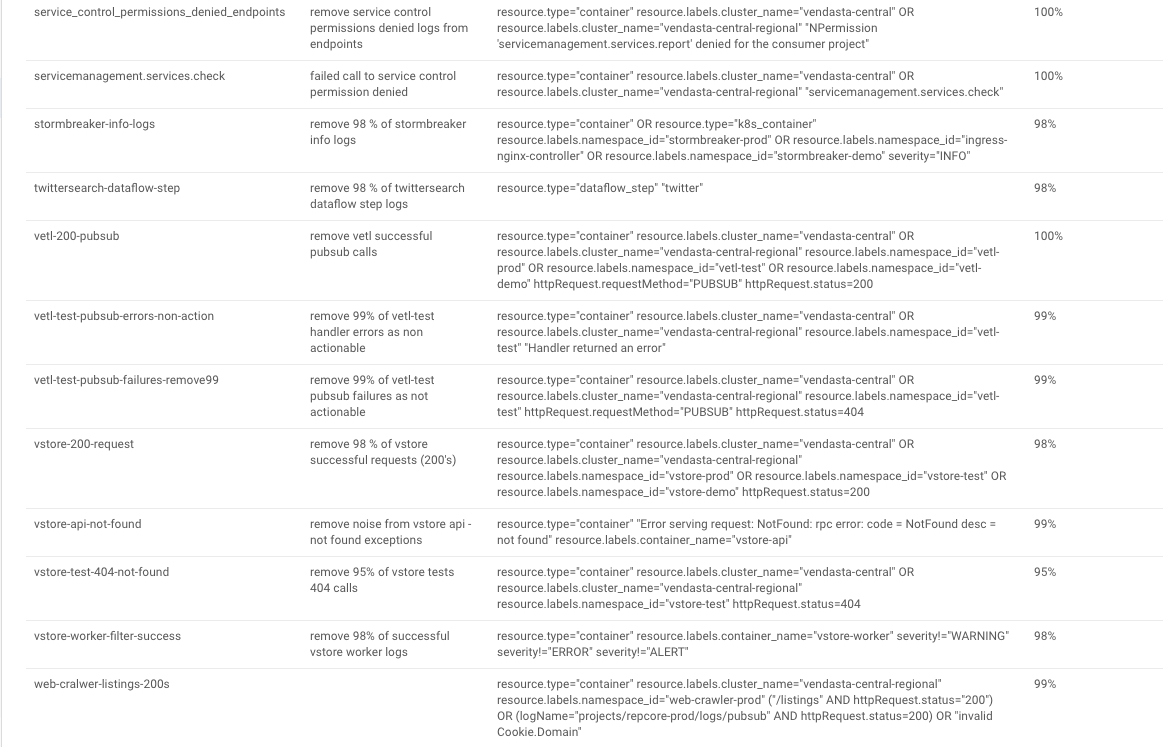 service_control_permissions_denied_endpoints
remove service control
permissions denied logs from
endpoints
resource.type="container" resource.labels.cluster_name="vendasta-central" OR
resource.labels.cluster_name="vendasta-central-regional" "NPermission
'servicemanagement.services.report' denied for the consumer project"
100%
servicemanagement.services.check
failed call to service control
permission denied
resource.type="container" resource.labels.cluster_name="vendasta-central" OR
resource.labels.cluster_name="vendasta-central-regional" "servicemanagement.services.check"
100%
stormbreaker-info-logs
remove 98 % of stormbreaker
info logs
resource.type="container" OR resource.type="k8s_container"
resource.labels.namespace_id="stormbreaker-prod" OR resource.labels.namespace_id="ingress-
nginx-controller" OR resource.labels.namespace_id="stormbreaker-demo" severity="INFO"
98%
twittersearch-dataflow-step
remove 98 % of twittersearch
dataflow step logs
resource.type="dataflow_step" "twitter"
98%
vetl-200-pubsub
remove vetl successful
pubsub calls
resource.type="container" resource.labels.cluster_name="vendasta-central" OR
resource.labels.cluster_name="vendasta-central-regional" resource.labels.namespace_id="vetl-
prod" OR resource.labels.namespace_id="vetl-test" OR resource.labels.namespace_id="vetl-
demo" httpRequest.requestMethod="PUBSUB" httpRequest.status=200
100%
vetl-test-pubsub-errors-non-action
remove 99% of vetl-test
handler errors as non
actionable
resource.type="container" resource.labels.cluster_name="vendasta-central" OR
resource.labels.cluster_name="vendasta-central-regional" resource.labels.namespace_id="vetl-
test" "Handler returned an error"
99%
vetl-test-pubsub-failures-remove99
remove 99% of vetl-test
pubsub failures as not
actionable
resource.type="container" resource.labels.cluster_name="vendasta-central" OR
resource.labels.cluster_name="vendasta-central-regional" resource.labels.namespace_id="vetl-
test" httpRequest.requestMethod="PUBSUB" httpRequest.status=404
99%
vstore-200-request
remove 98 % of vstore
successful requests (200's)
resource.type="container" resource.labels.cluster_name="vendasta-central" OR
resource.labels.cluster_name="vendasta-central-regional"
resource.labels.namespace_id="vstore-prod" OR resource.labels.namespace_id="vstore-test" OR
resource.labels.namespace_id="vstore-demo" httpRequest.status=200
98%
vstore-api-not-found
remove noise from vstore api -
not found exceptions
resource.type="container" "Error serving request: NotFound: rpc error: code = NotFound desc =
not found" resource.labels.container_name="vstore-api"
99%
vstore-test-404-not-found
remove 95% of vstore tests
404 calls
resource.type="container" resource.labels.cluster_name="vendasta-central" OR
resource.labels.cluster_name="vendasta-central-regional"
resource.labels.namespace_id="vstore-test" httpRequest.status=404
95%
vstore-worker-filter-success
remove 98% of successful
vstore worker logs
resource.type="container" resource.labels.container_name="vstore-worker" severity!="WARNING"
severity!="ERROR" severity!="ALERT"
98%
web-cralwer-listings-200s
resource.type="container" resource.labels.cluster_name="vendasta-central-regional"
resource.labels.namespace_id="web-crawler-prod" ("/listings" AND httpRequest.status="200")
OR (logName="projects/repcore-prod/logs/pubsub" AND httpRequest.status=200) OR "invalid
Cookie.Domain"
99%